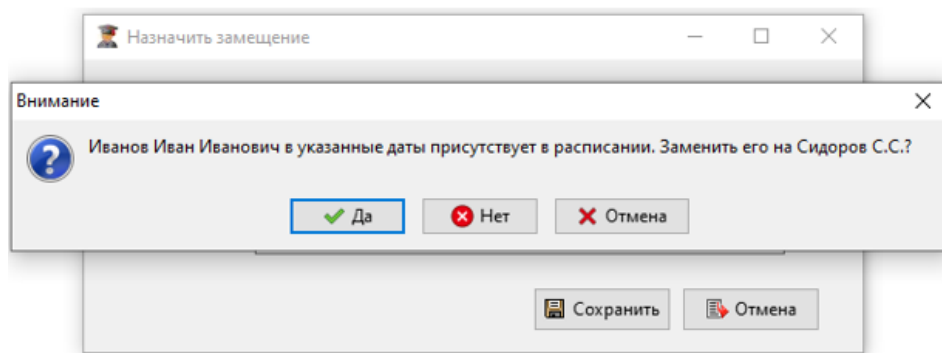 Назначить замещение
Внимание
Иванов Иван Иванович в указанные даты присутствует в расписании. Заменить его на Сидоров С.С.?
Да Нет Отмена
Сохранить Отмена